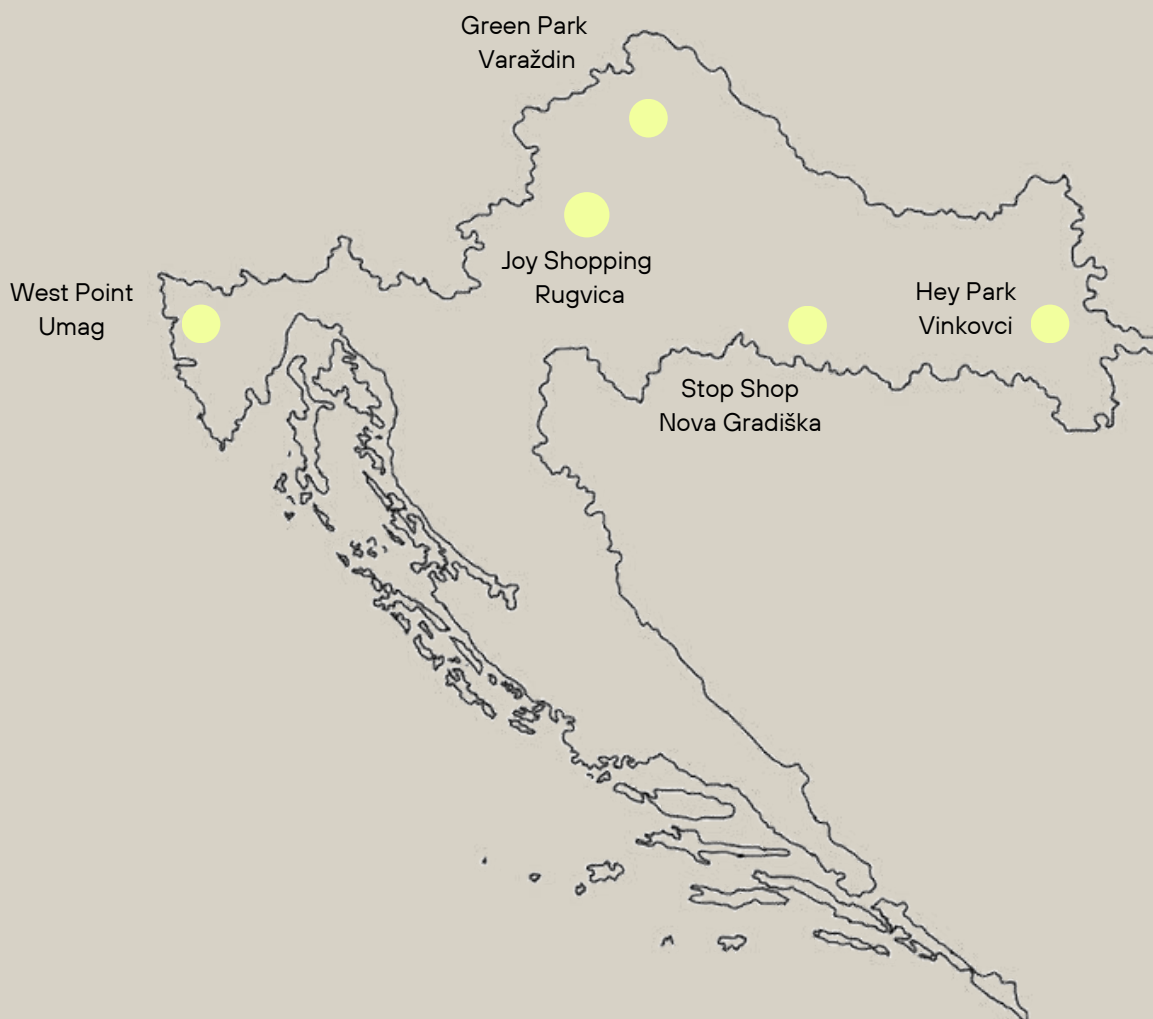 Green Park
Varaždin
Joy Shopping
Rugvica
West Point
Umag
Hey Park
Vinkovci
Stop Shop
Nova Gradiška